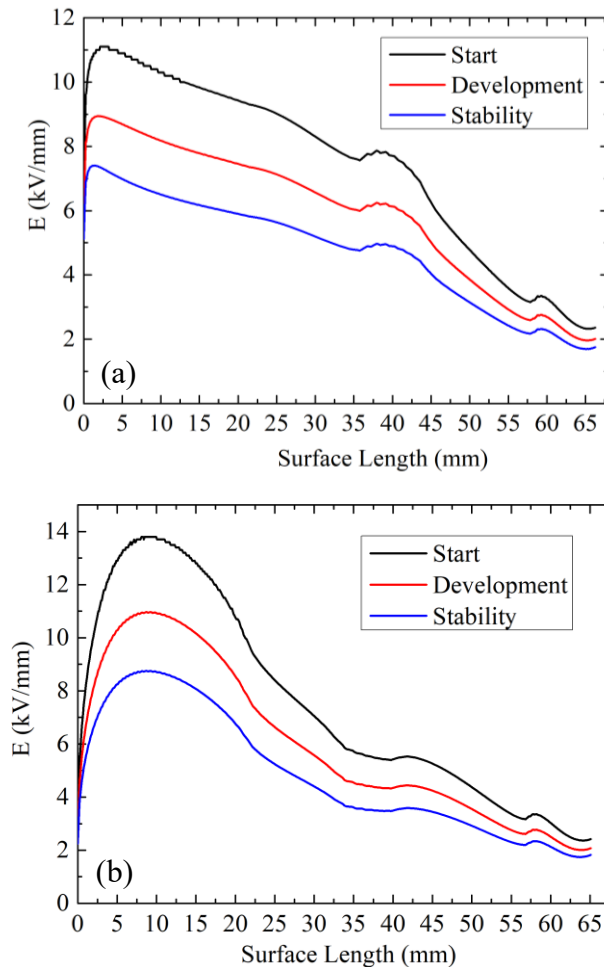 12
10
8
6
4
2
0
E (kV/mm)
Start
Development
Stability
(a)
0 5 10 15 20 25 30 35 40 45 50 55 60 65
Surface Length (mm)
14
12
10
8
6
4
2
0
E (kV/mm)
Start
Development
Stability
(b)
0 5 10 15 20 25 30 35 40 45 50 55 60 65
Surface Length (mm)